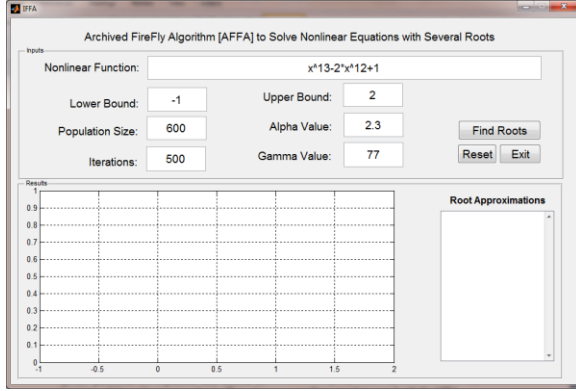 IFFA
Archived FireFly Algorithm [AFFA] to Solve Nonlinear Equations with Several Roots
Inputs
Nonlinear Function: x^13-2*x^12+1
Lower Bound: -1 Upper Bound: 2
Population Size: 600 Alpha Value: 2.3 Find Roots
Iterations: 500 Gamma Value: 77 Reset Exit
Results
Root Approximations
1
0.9
0.8
0.7
0.6
0.5
0.4
0.3
0.2
0.1
0
-1 -0.5 0 0.5 1 1.5 2